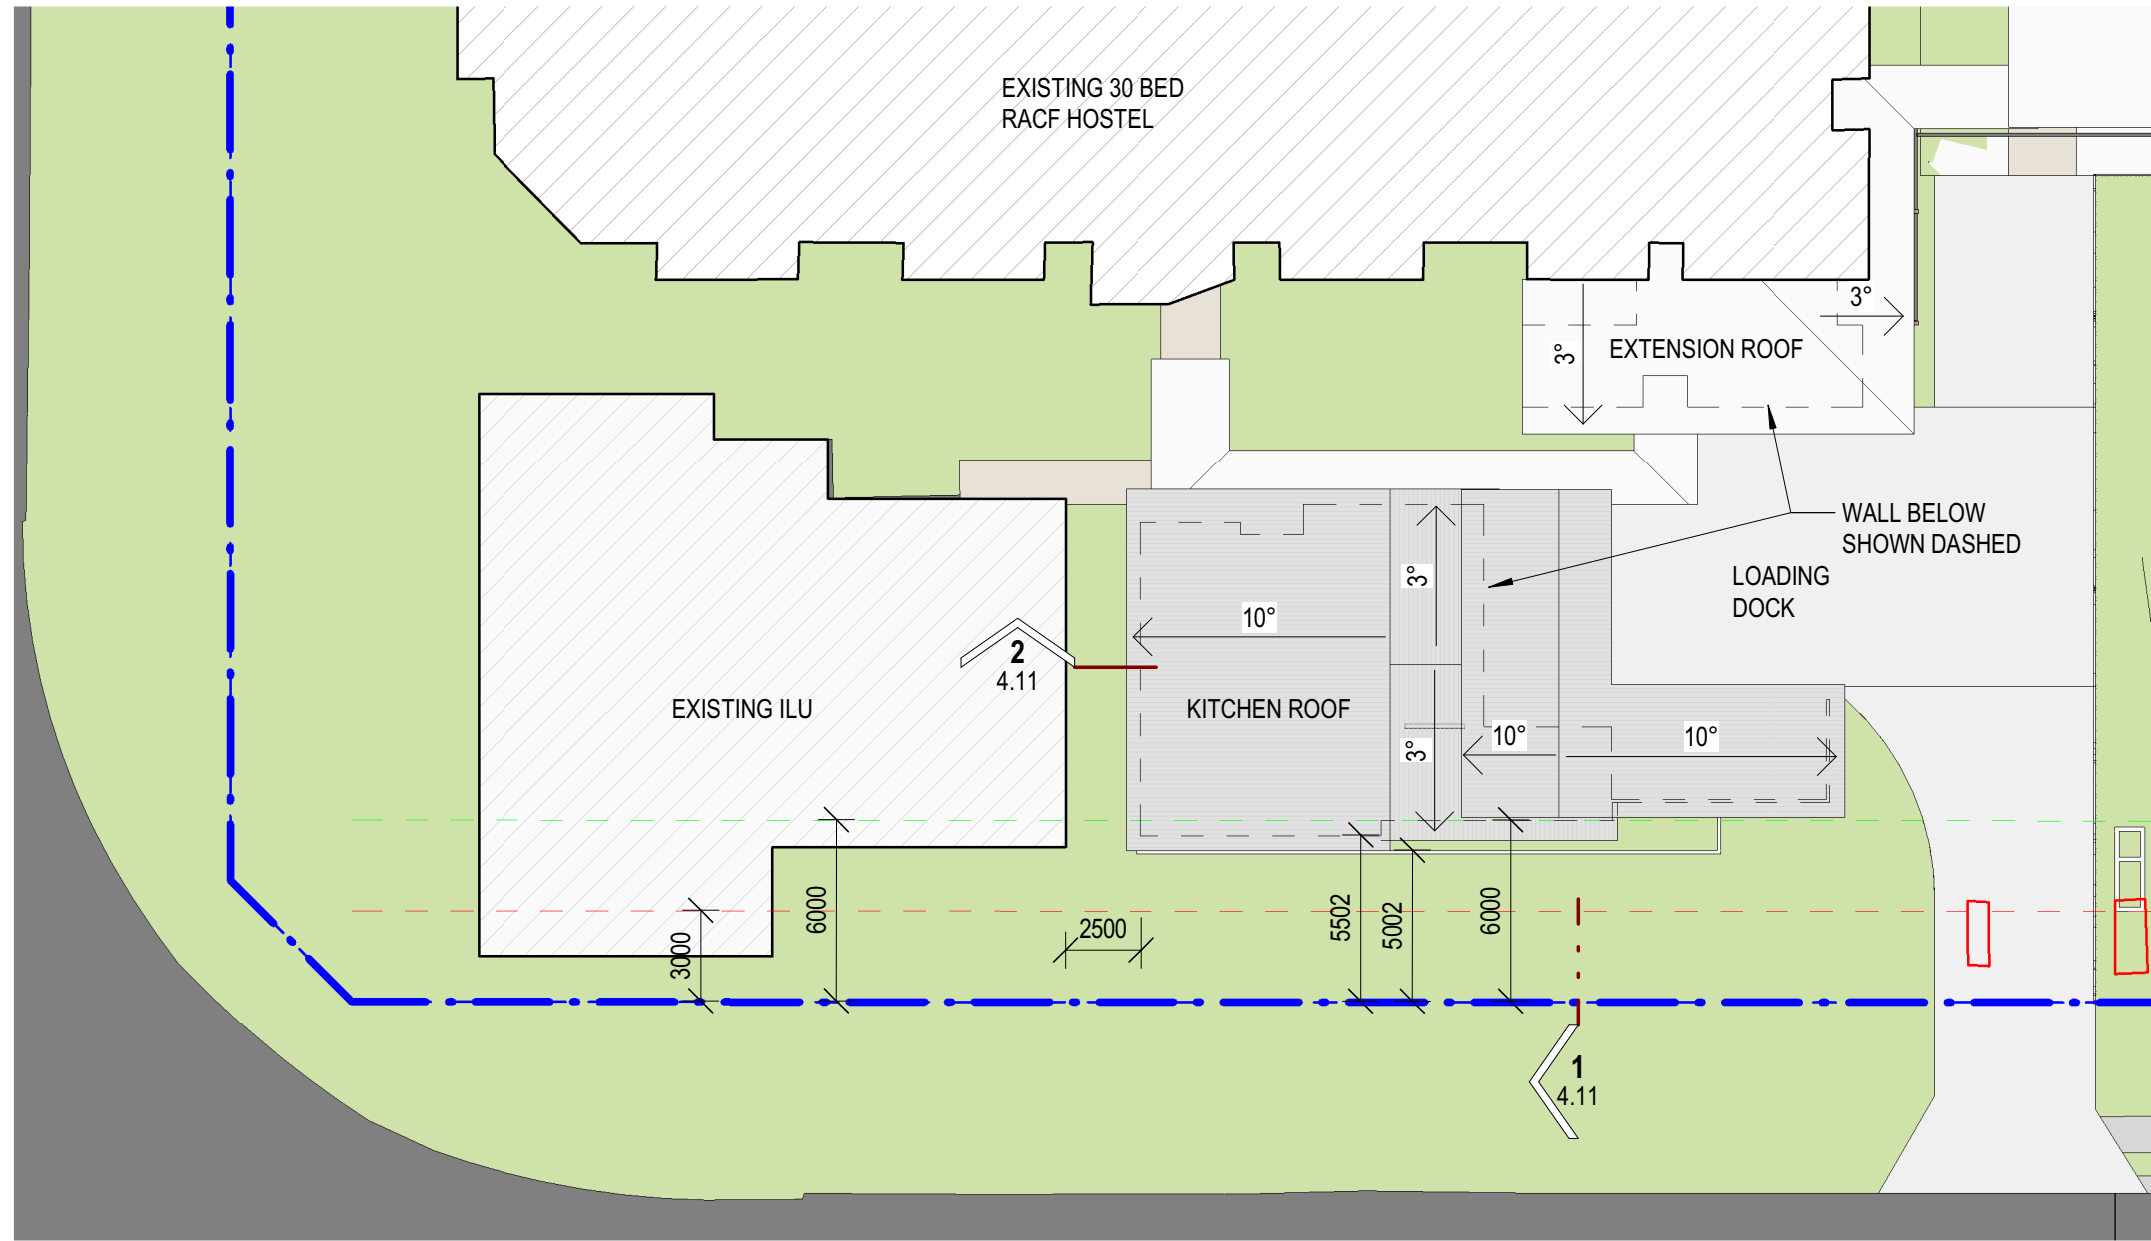 EXISTING 30 BED
RACF HOSTEL
3°
3°
EXTENSION ROOF
WALL BELOW
SHOWN DASHED
LOADING
DOCK
3°
10°
2
4.11
EXISTING ILU
KITCHEN ROOF
3°
10°
10°
6000
3000
2500
5502
5002
6000
1
4.11